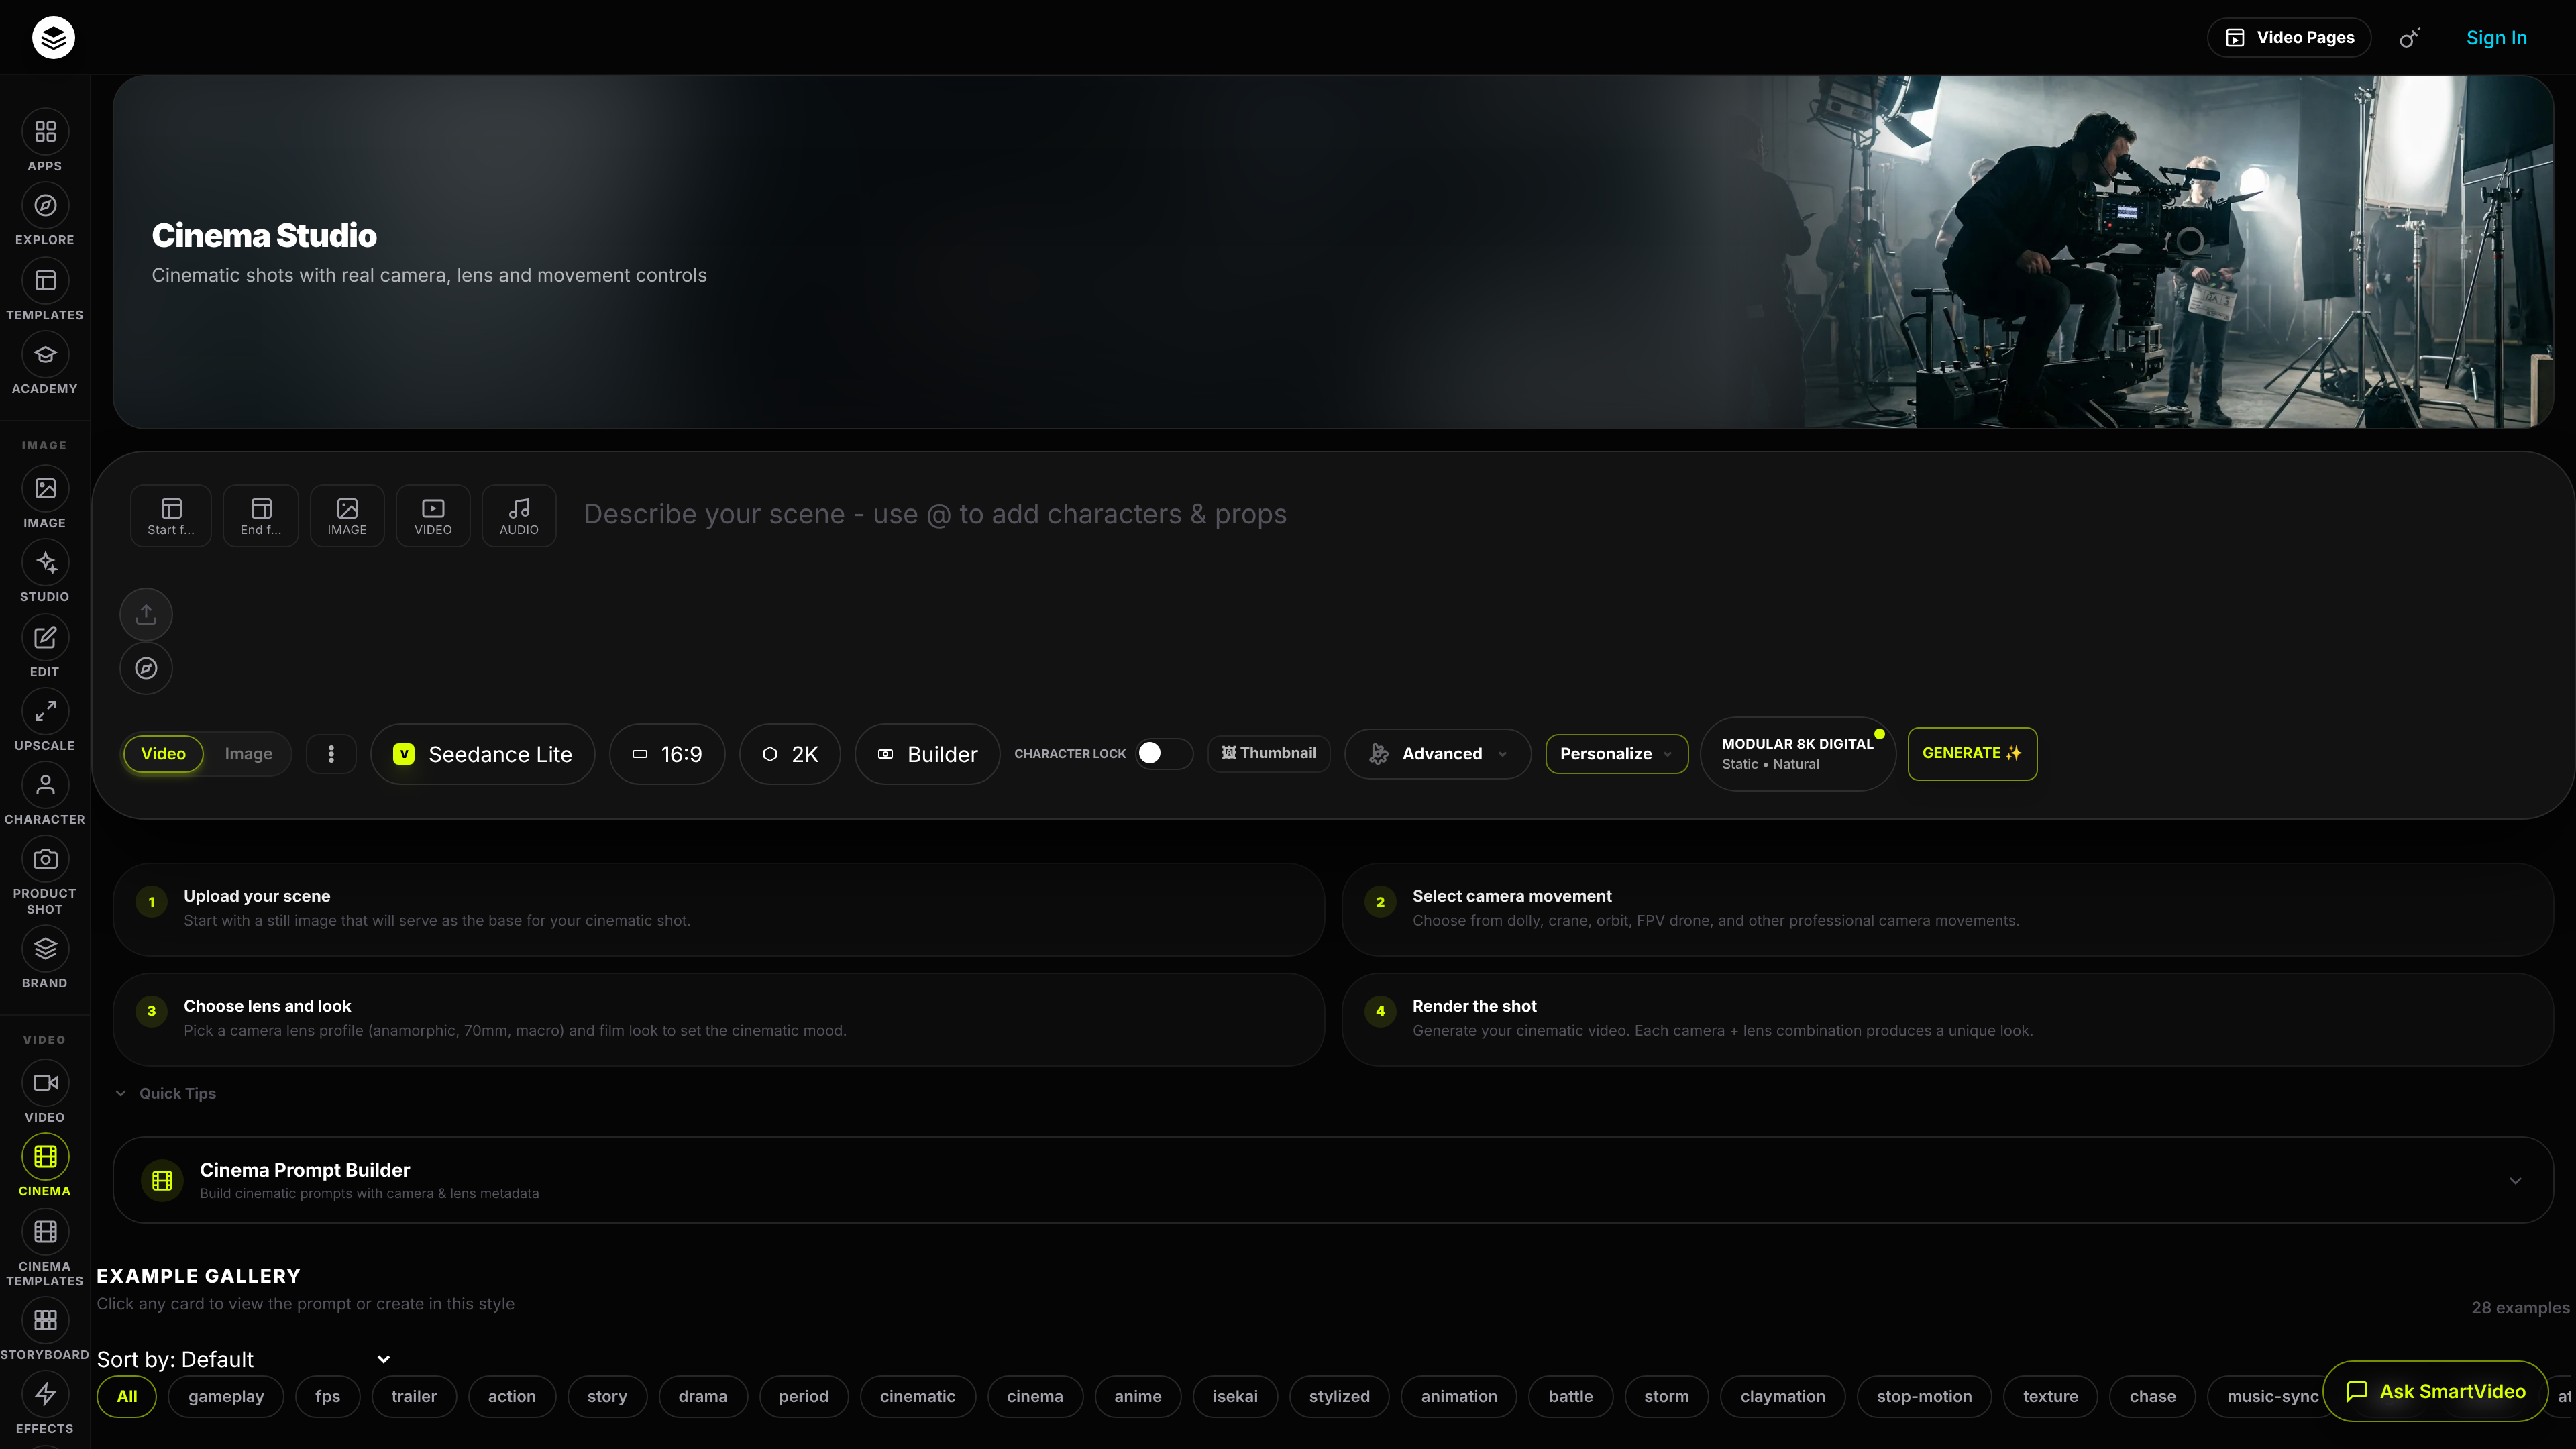 Video Pages
Sign In
APPS
EXPLORE
TEMPLATES
ACADEMY
IMAGE
IMAGE
STUDIO
EDIT
UPSCALE
CHARACTER
PRODUCT
SHOT
BRAND
VIDEO
VIDEO
CINEMA
CINEMA
TEMPLATES
STORYBOARD
EFFECTS
Cinema Studio
Cinematic shots with real camera, lens and movement controls
Start f...
End f...
IMAGE
VIDEO
AUDIO
Describe your scene - use @ to add characters & props
Video
Image
V
Seedance Lite
16:9
2K
Builder
CHARACTER LOCK
Thumbnail
Advanced
Personalize
MODULAR 8K DIGITAL
Static • Natural
GENERATE ✨
1
Upload your scene
Start with a still image that will serve as the base for your cinematic shot.
2
Select camera movement
Choose from dolly, crane, orbit, FPV drone, and other professional camera movements.
3
Choose lens and look
Pick a camera lens profile (anamorphic, 70mm, macro) and film look to set the cinematic mood.
4
Render the shot
Generate your cinematic video. Each camera + lens combination produces a unique look.
Quick Tips
Cinema Prompt Builder
Build cinematic prompts with camera & lens metadata
EXAMPLE GALLERY
Click any card to view the prompt or create in this style
28 examples
Sort by: Default
All
gameplay
fps
trailer
action
story
drama
period
cinematic
cinema
anime
isekai
stylized
animation
battle
storm
claymation
stop-motion
texture
chase
music-sync
Ask SmartVideo